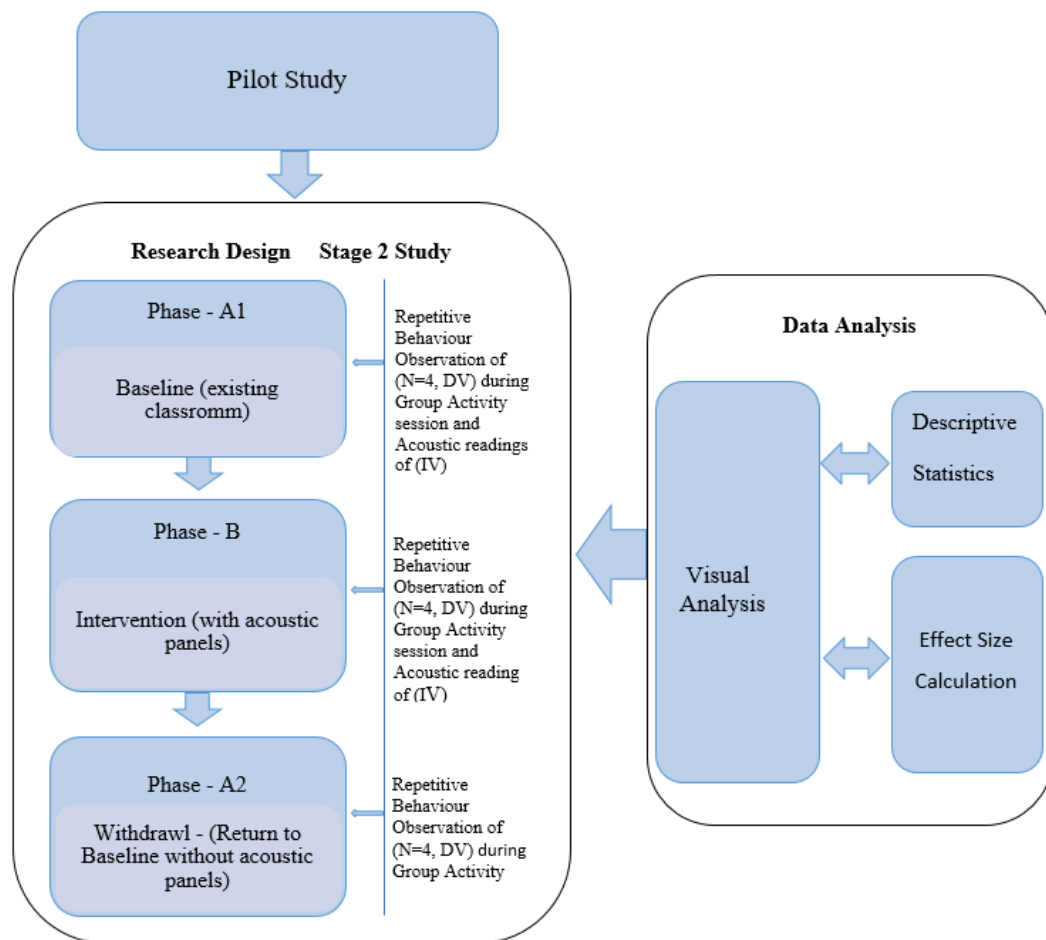 Pilot Study
Research Design Stage 2 Study
Phase - A1
Baseline (existing
classromm)
Repetitive
Behaviour
Observation of
(N=4, DV) during
Group Activity
session and
Acoustic readings
of (IV)
Phase - B
Intervention (with acoustic
panels)
Repetitive
Behaviour
Observation of
(N=4, DV) during
Group Activity
session and
Acoustic reading
of (IV)
Phase - A2
Withdrawl - (Return to
Baseline without acoustic
panels)
Repetitive
Behaviour
Observation of
(N=4, DV) during
Group Activity
Data Analysis
Visual
Analysis
Descriptive
Statistics
Effect Size
Calculation